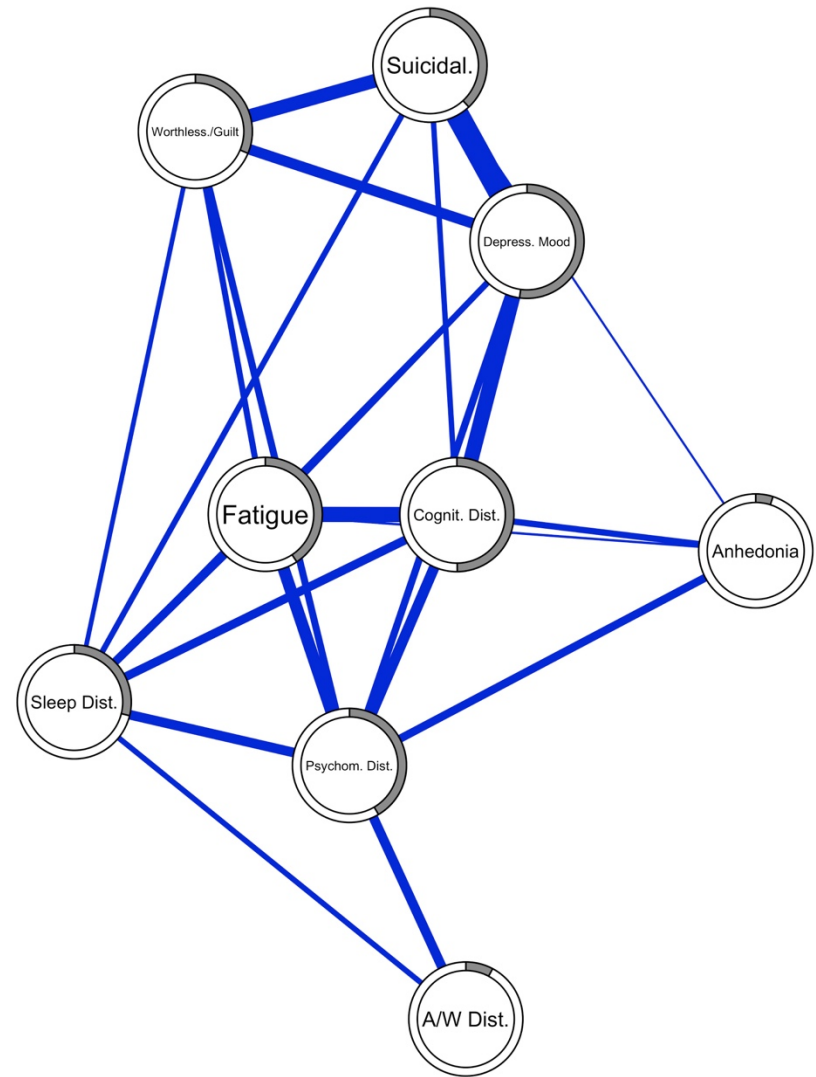 Suicidal.
Worthless./Guilt
Depress. Mood
Fatigue
Cognit. Dist.
Anhedonia
Sleep Dist.
Psychom. Dist.
A/W Dist.